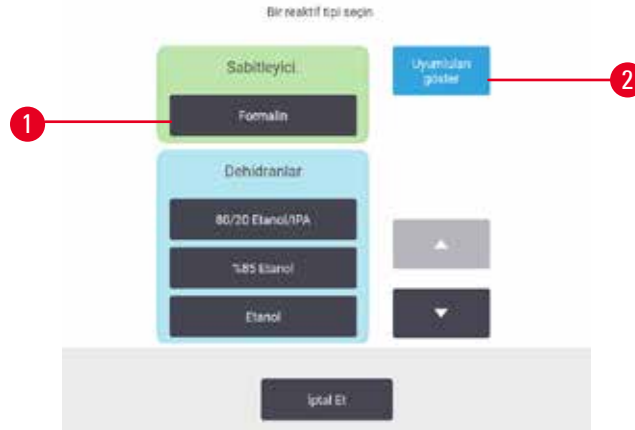 Bir reaktif tipi seçin
Sabitleyici
Uyumluları
göster
2
Formalin
1
Dehidranlar
80/20 Etanol/IPA
%85 Etanol
Etanol
İptal Et